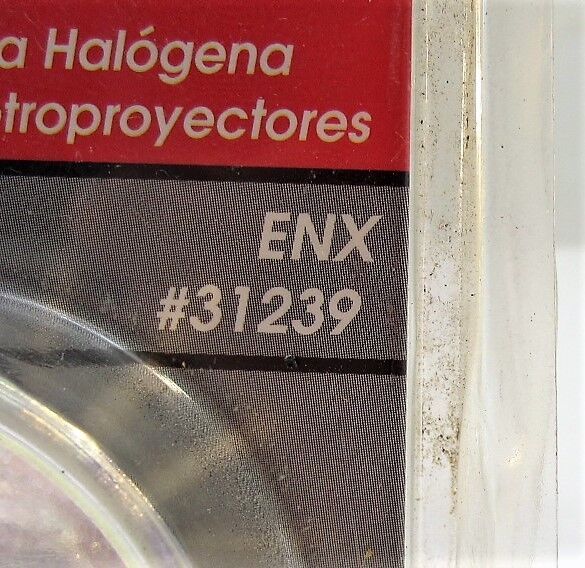 a Halógena
troproyectores
ENX
#31239